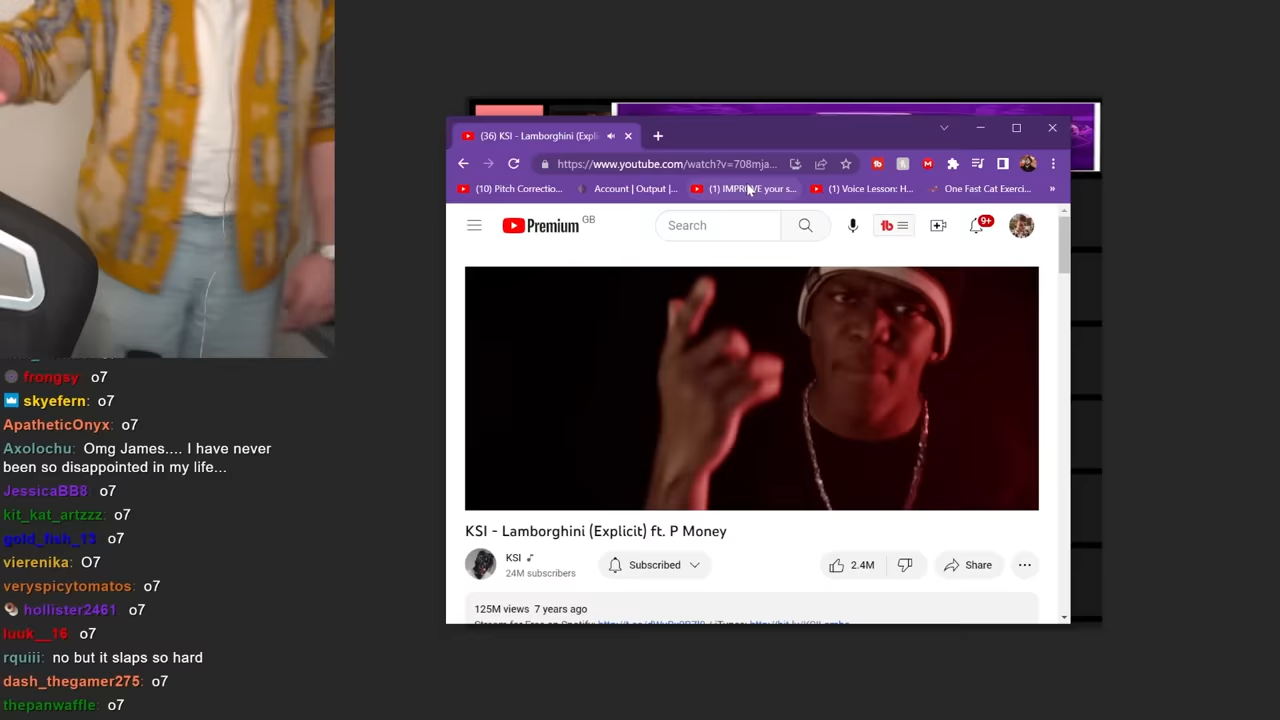 (36) KSI - Lamborghini (Expli
https://www.youtube.com/watch?v=708mja...
(10) Pitch Correctio...
Account | Output |...
(1) IMPROVE your s...
(1) Voice Lesson: H...
One Fast Cat Exerci...
»
Premium GB
Search
9+
KSI - Lamborghini (Explicit) ft. P Money
KSI
24M subscribers
Subscribed
2.4M
Share
125M views 7 years ago
frongsy o7
skyefern: o7
ApatheticOnyx: o7
Axolochu: Omg James.... I have never
been so disappointed in my life...
JessicaBB8 o7
kit_kat_artzzz: o7
gold_fish_13: o7
vierenika: O7
veryspicytomatos: o7
hollister2461 o7
luuk__16 o7
rquiii: no but it slaps so hard
dash_thegamer275: o7
thepanwaffle: o7